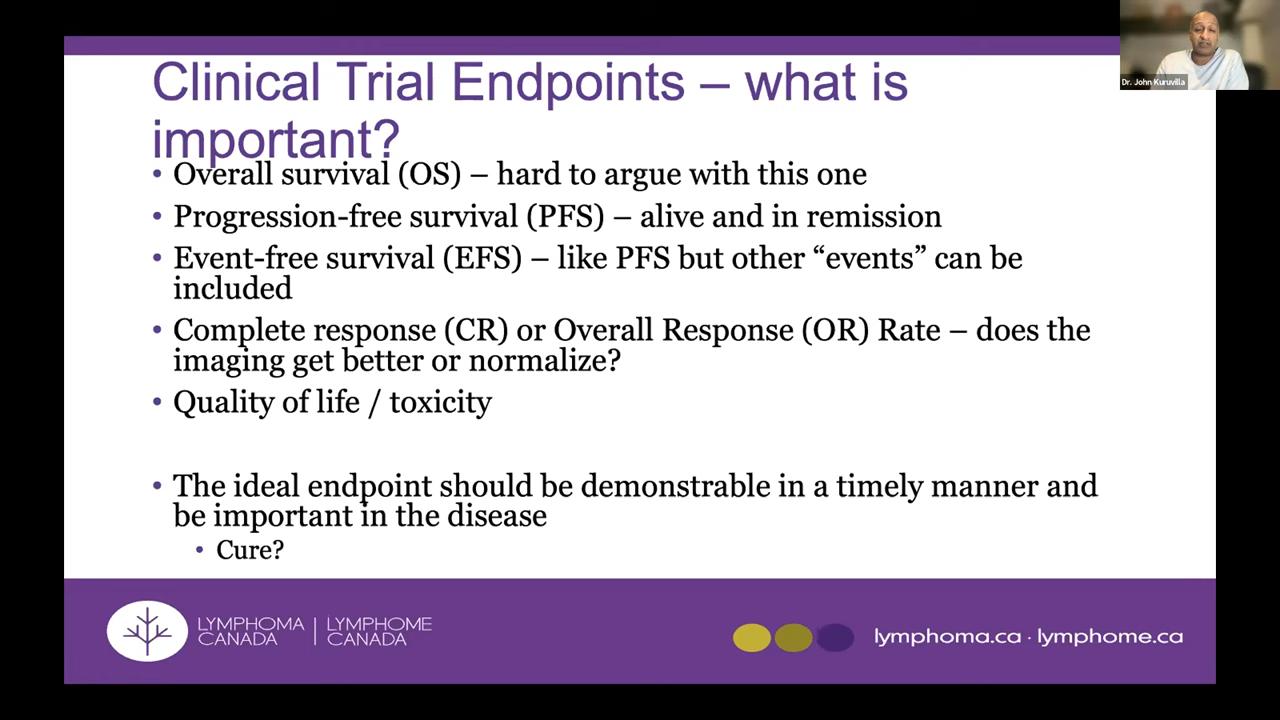 Clinical Trial Endpoints – what is
important?
• Overall survival (OS) – hard to argue with this one
• Progression-free survival (PFS) – alive and in remission
• Event-free survival (EFS) – like PFS but other “events” can be
included
• Complete response (CR) or Overall Response (OR) Rate – does the
imaging get better or normalize?
• Quality of life / toxicity
• The ideal endpoint should be demonstrable in a timely manner and
be important in the disease
• Cure?
LYMPHOMA | LYMPHOME
CANADA | CANADA
lymphoma.ca · lymphome.ca
Dr. John Kuruvilla